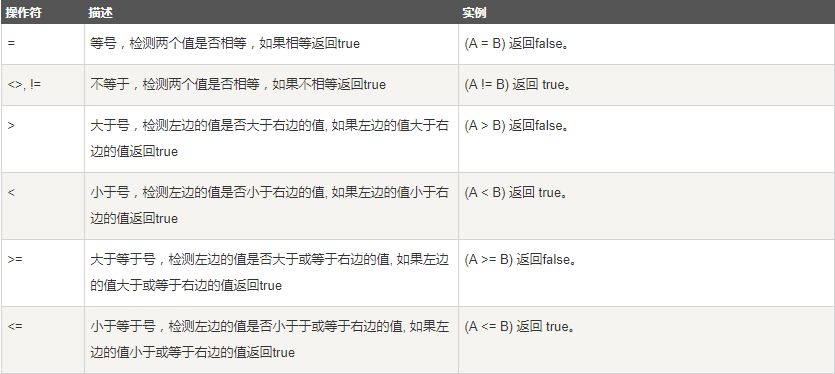 操作符 描述 实例
= 等号，检测两个值是否相等，如果相等返回true (A = B) 返回false。
<>, != 不等于，检测两个值是否相等，如果不相等返回true (A != B) 返回 true。
> 大于号，检测左边的值是否大于右边的值, 如果左边的值大于右 (A > B) 返回false。
边的值返回true
< 小于号，检测左边的值是否小于右边的值, 如果左边的值小于右 (A < B) 返回 true。
边的值返回true
>= 大于等于号，检测左边的值是否大于或等于右边的值, 如果左边 (A >= B) 返回false。
的值大于或等于右边的值返回true
<= 小于等于号，检测左边的值是否小于于或等于右边的值, 如果左 (A <= B) 返回 true。
边的值小于或等于右边的值返回true